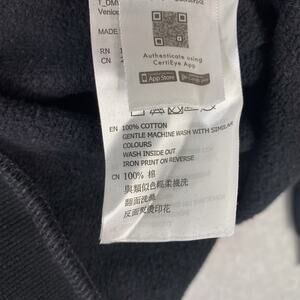 MADE
RN
CN
Authenticate using
CertiEye App
App Store
EN 100% COTTON
GENTLE MACHINE WASH WITH SIMILAR
COLOURS
WASH INSIDE OUT
IRON PRINT ON REVERSE
CN 100% 棉
與類似色輕柔機洗
翻面洗滌
反面熨燙印花